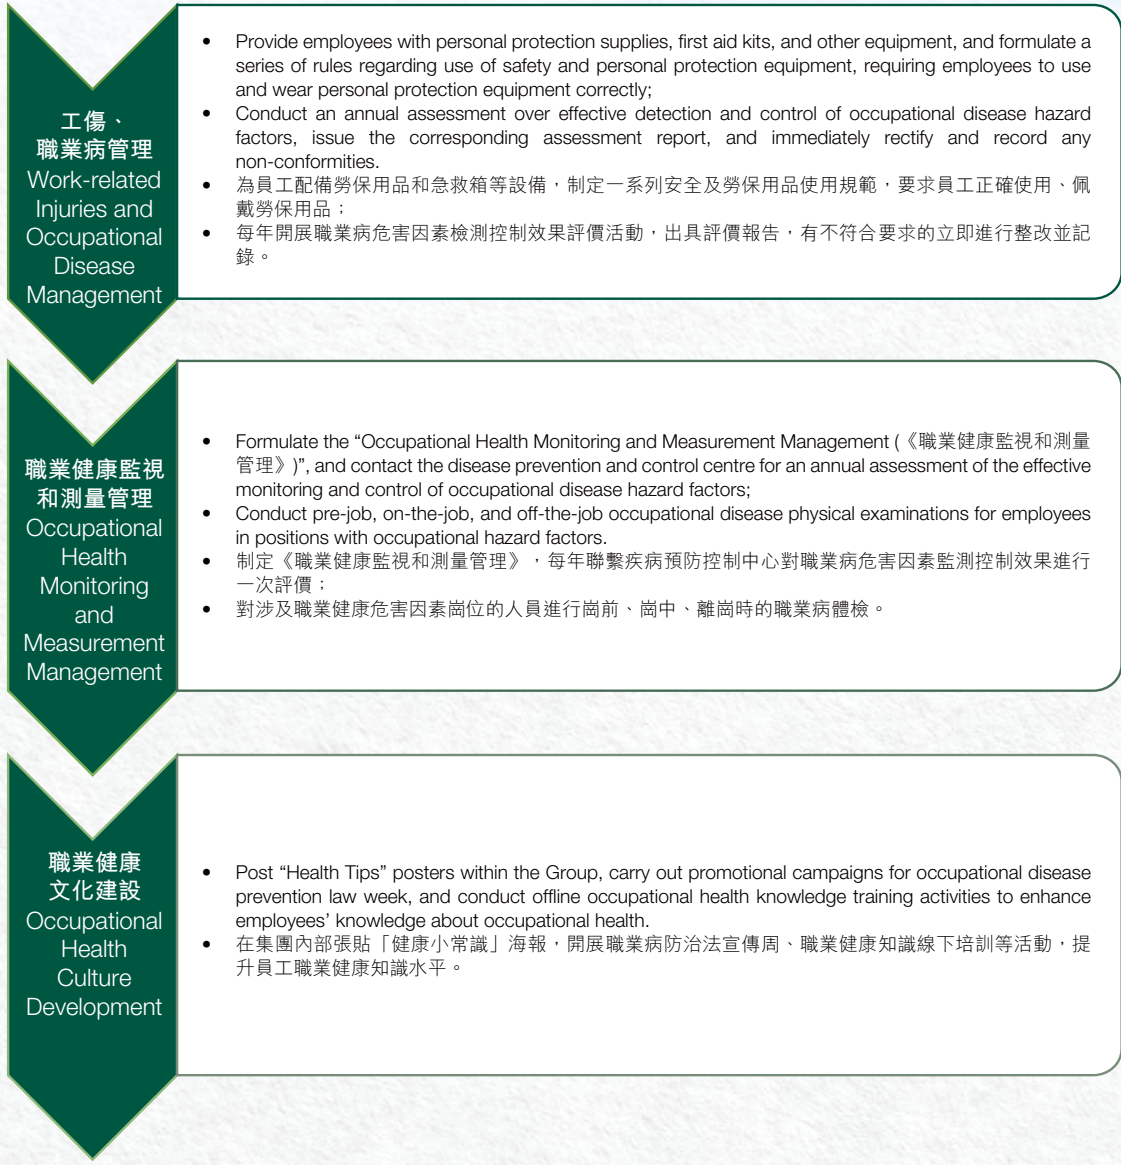 工傷、
職業病管理
Work-related
Injuries and
Occupational
Disease
Management
• Provide employees with personal protection supplies, first aid kits, and other equipment, and formulate a
series of rules regarding use of safety and personal protection equipment, requiring employees to use
and wear personal protection equipment correctly;
• Conduct an annual assessment over effective detection and control of occupational disease hazard
factors, issue the corresponding assessment report, and immediately rectify and record any
non-conformities.
• 為員工配備勞保用品和急救箱等設備，制定一系列安全及勞保用品使用規範，要求員工正確使用、佩
戴勞保用品；
• 每年開展職業病危害因素檢測控制效果評價活動，出具評價報告，有不符合要求的立即進行整改並記
錄。
職業健康監視
和測量管理
Occupational
Health
Monitoring
and
Measurement
Management
• Formulate the “Occupational Health Monitoring and Measurement Management (《職業健康監視和測量
管理》)”, and contact the disease prevention and control centre for an annual assessment of the effective
monitoring and control of occupational disease hazard factors;
• Conduct pre-job, on-the-job, and off-the-job occupational disease physical examinations for employees
in positions with occupational hazard factors.
• 制定《職業健康監視和測量管理》，每年聯繫疾病預防控制中心對職業病危害因素監測控制效果進行
一次評價；
• 對涉及職業健康危害因素崗位的人員進行崗前、崗中、離崗時的職業病體檢。
職業健康
文化建設
Occupational
Health
Culture
Development
• Post “Health Tips” posters within the Group, carry out promotional campaigns for occupational disease
prevention law week, and conduct offline occupational health knowledge training activities to enhance
employees’ knowledge about occupational health.
• 在集團內部張貼「健康小常識」海報，開展職業病防治法宣傳周、職業健康知識線下培訓等活動，提
升員工職業健康知識水平。